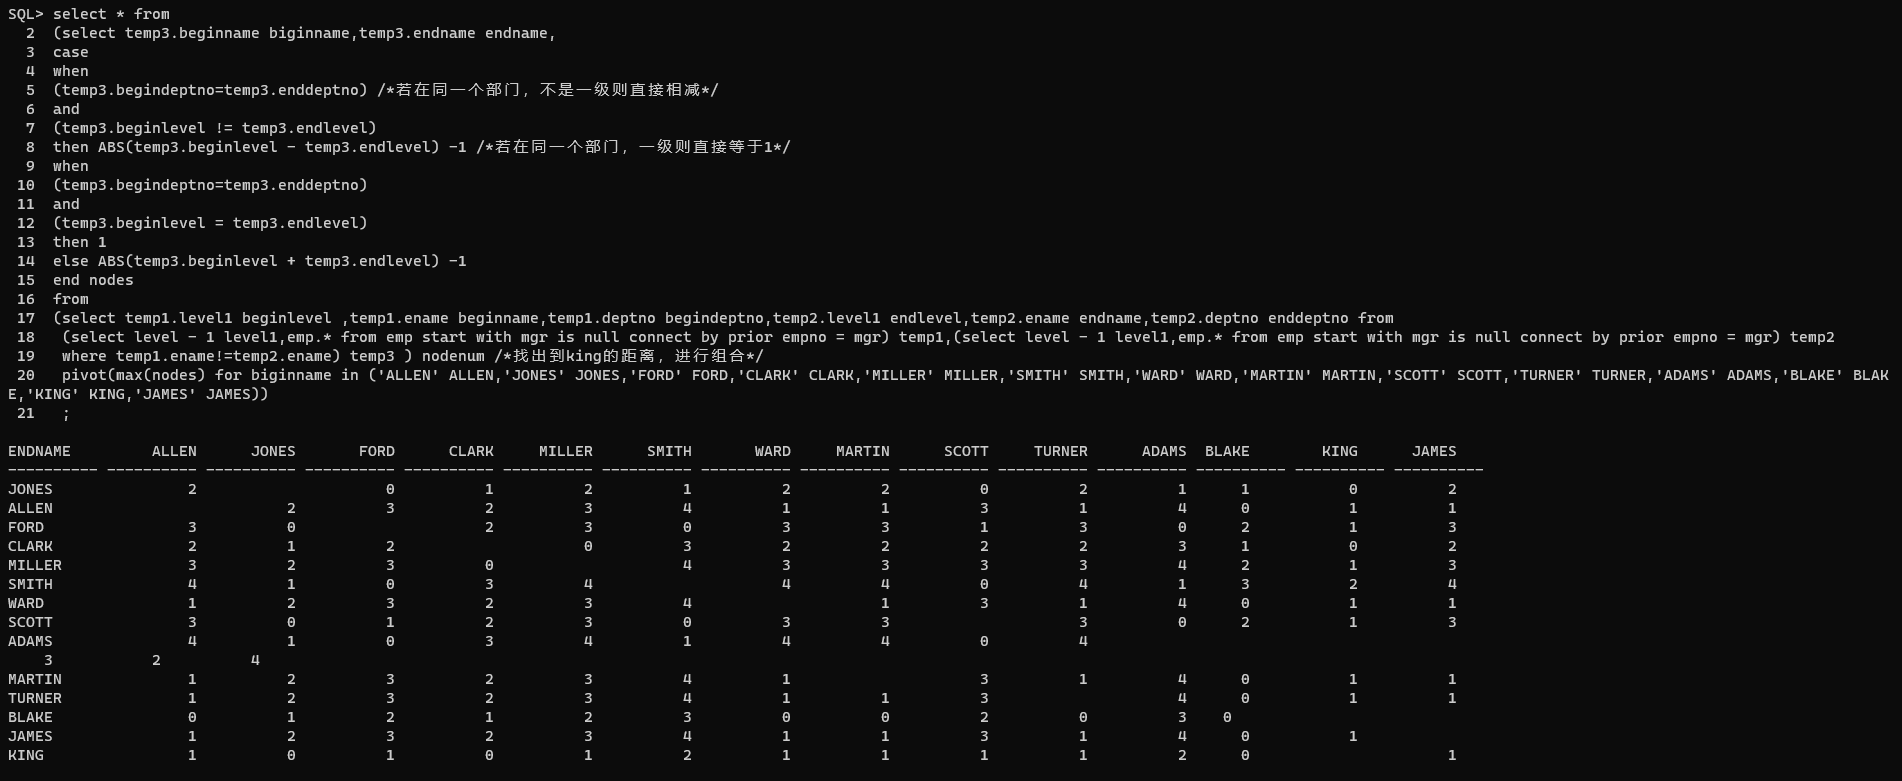 SQL> select * from
  2  (select temp3.beginname biginname,temp3.endname endname,
  3  case
  4  when
  5  (temp3.begindeptno=temp3.enddeptno) /*若在同一个部门，不是一级则直接相减*/
  6  and
  7  (temp3.beginlevel != temp3.endlevel)
  8  then ABS(temp3.beginlevel - temp3.endlevel) -1 /*若在同一个部门，一级则直接等于1*/
  9  when
 10  (temp3.begindeptno=temp3.enddeptno)
 11  and
 12  (temp3.beginlevel = temp3.endlevel)
 13  then 1
 14  else ABS(temp3.beginlevel + temp3.endlevel) -1
 15  end nodes
 16  from
 17  (select temp1.level1 beginlevel ,temp1.ename beginname,temp1.deptno begindeptno,temp2.level1 endlevel,temp2.ename endname,temp2.deptno enddeptno from
 18   (select level - 1 level1,emp.* from emp start with mgr is null connect by prior empno = mgr) temp1,(select level - 1 level1,emp.* from emp start with mgr is null connect by prior empno = mgr) temp2
 19   where temp1.ename!=temp2.ename) temp3 ) nodenum /*找出到king的距离，进行组合*/
 20   pivot(max(nodes) for biginname in ('ALLEN' ALLEN,'JONES' JONES,'FORD' FORD,'CLARK' CLARK,'MILLER' MILLER,'SMITH' SMITH,'WARD' WARD,'MARTIN' MARTIN,'SCOTT' SCOTT,'TURNER' TURNER,'ADAMS' ADAMS,'BLAKE' BLAK
E,'KING' KING,'JAMES' JAMES))
 21   ;
ENDNAME ALLEN JONES FORD CLARK MILLER SMITH WARD MARTIN SCOTT TURNER ADAMS BLAKE KING JAMES
---------- ---------- ---------- ---------- ---------- ---------- ---------- ---------- ---------- ---------- ---------- ---------- ---------- ---------- ----------
JONES 2 0 1 2 1 2 2 0 2 1 1 0 2
ALLEN 2 3 2 3 4 1 1 3 1 4 0 1 1
FORD 3 0 2 3 0 3 3 1 3 0 2 1 3
CLARK 2 1 2 0 3 2 2 2 2 3 1 0 2
MILLER 3 2 3 0 4 3 3 3 3 4 2 1 3
SMITH 4 1 0 3 4 4 4 0 4 1 3 2 4
WARD 1 2 3 2 3 4 1 3 1 4 0 1 1
SCOTT 3 0 1 2 3 0 3 3 3 0 2 1 3
ADAMS 4 1 0 3 4 1 4 4 0 4
3 2 4
MARTIN 1 2 3 2 3 4 1 3 1 4 0 1 1
TURNER 1 2 3 2 3 4 1 1 3 4 0 1 1
BLAKE 0 1 2 1 2 3 0 0 2 0 3 0
JAMES 1 2 3 2 3 4 1 1 3 1 4 0 1
KING 1 0 1 0 1 2 1 1 1 1 2 0 1